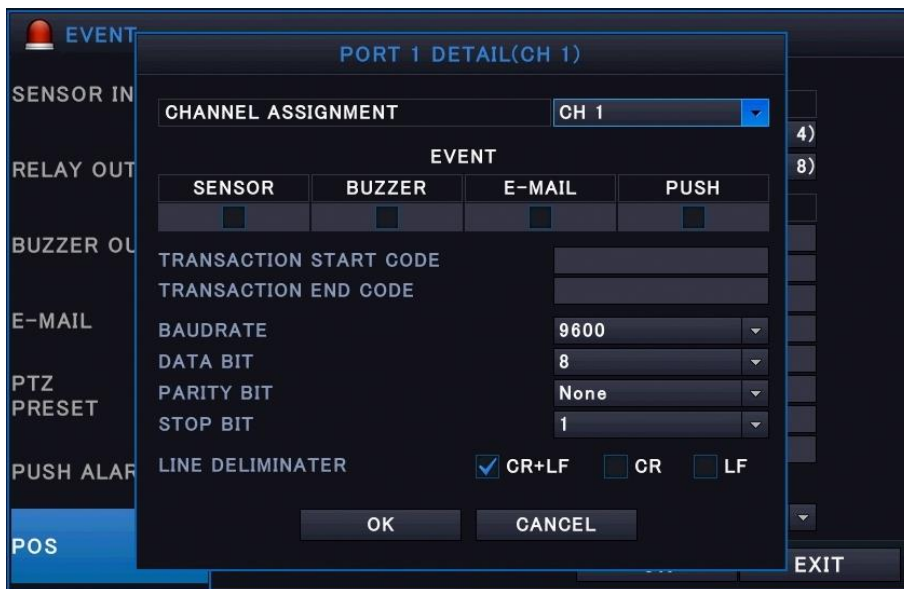 EVENT
PORT 1 DETAIL(CH 1)
SENSOR IN
CHANNEL ASSIGNMENT CH 1
4)
RELAY OUT
EVENT
8)
SENSOR BUZZER E-MAIL PUSH
BUZZER OU
TRANSACTION START CODE
TRANSACTION END CODE
E-MAIL
BAUDRATE 9600
DATA BIT 8
PTZ
PRESET
PARITY BIT None
STOP BIT 1
PUSH ALAR
LINE DELIMINATER CR+LF CR LF
OK CANCEL
POS
EXIT